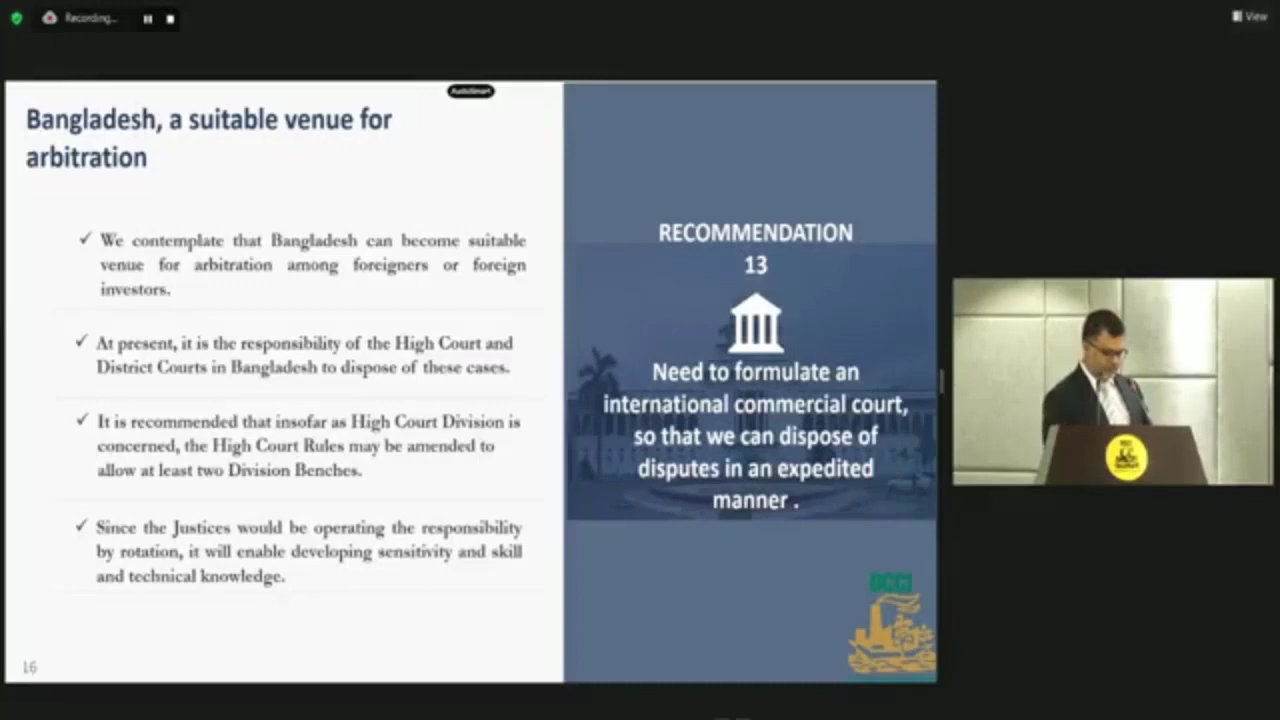 Recording...
View
Bangladesh, a suitable venue for
arbitration
✓ We contemplate that Bangladesh can become suitable
venue for arbitration among foreigners or foreign
investors.
✓ At present, it is the responsibility of the High Court and
District Courts in Bangladesh to dispose of these cases.
✓ It is recommended that insofar as High Court Division is
concerned, the High Court Rules may be amended to
allow at least two Division Benches.
✓ Since the Justices would be operating the responsibility
by rotation, it will enable developing sensitivity and skill
and technical knowledge.
16
RECOMMENDATION
13
Need to formulate an
international commercial court,
so that we can dispose of
disputes in an expedited
manner .
DCCI